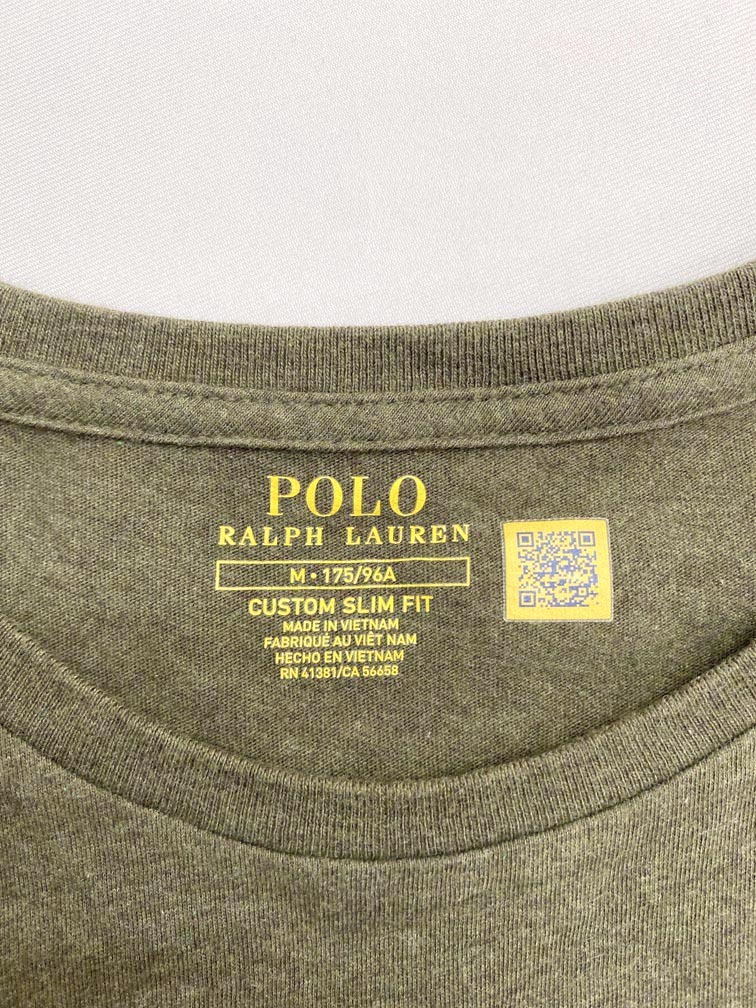 POLO
RALPH LAUREN
M • 175/96A
CUSTOM SLIM FIT
MADE IN VIETNAM
FABRIQUÉ AU VIÊT NAM
HECHO EN VIETNAM
RN 41381/CA 56658